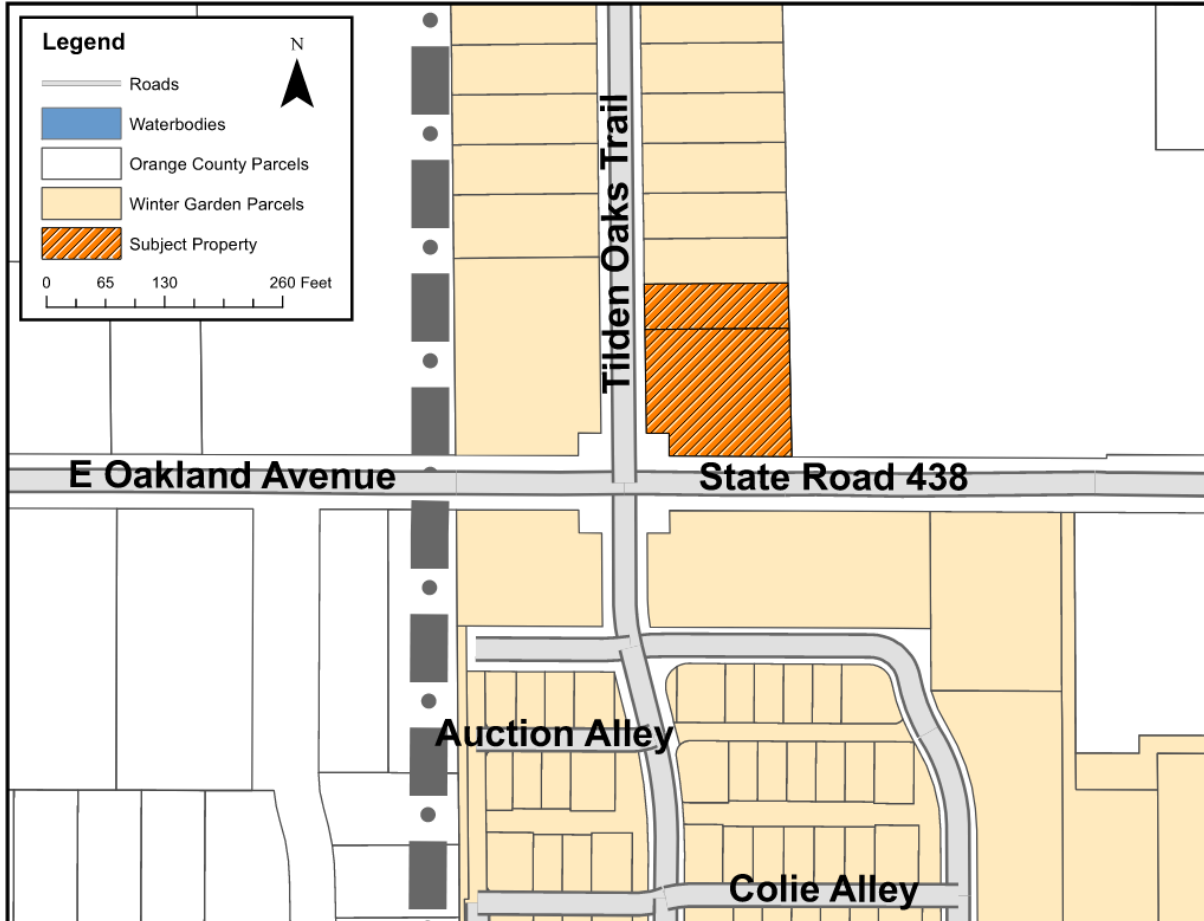 Legend
N
Roads
Waterbodies
Orange County Parcels
Winter Garden Parcels
Subject Property
0 65 130 260 Feet
Tilden Oaks Trail
E Oakland Avenue
State Road 438
Auction Alley
Colie Alley